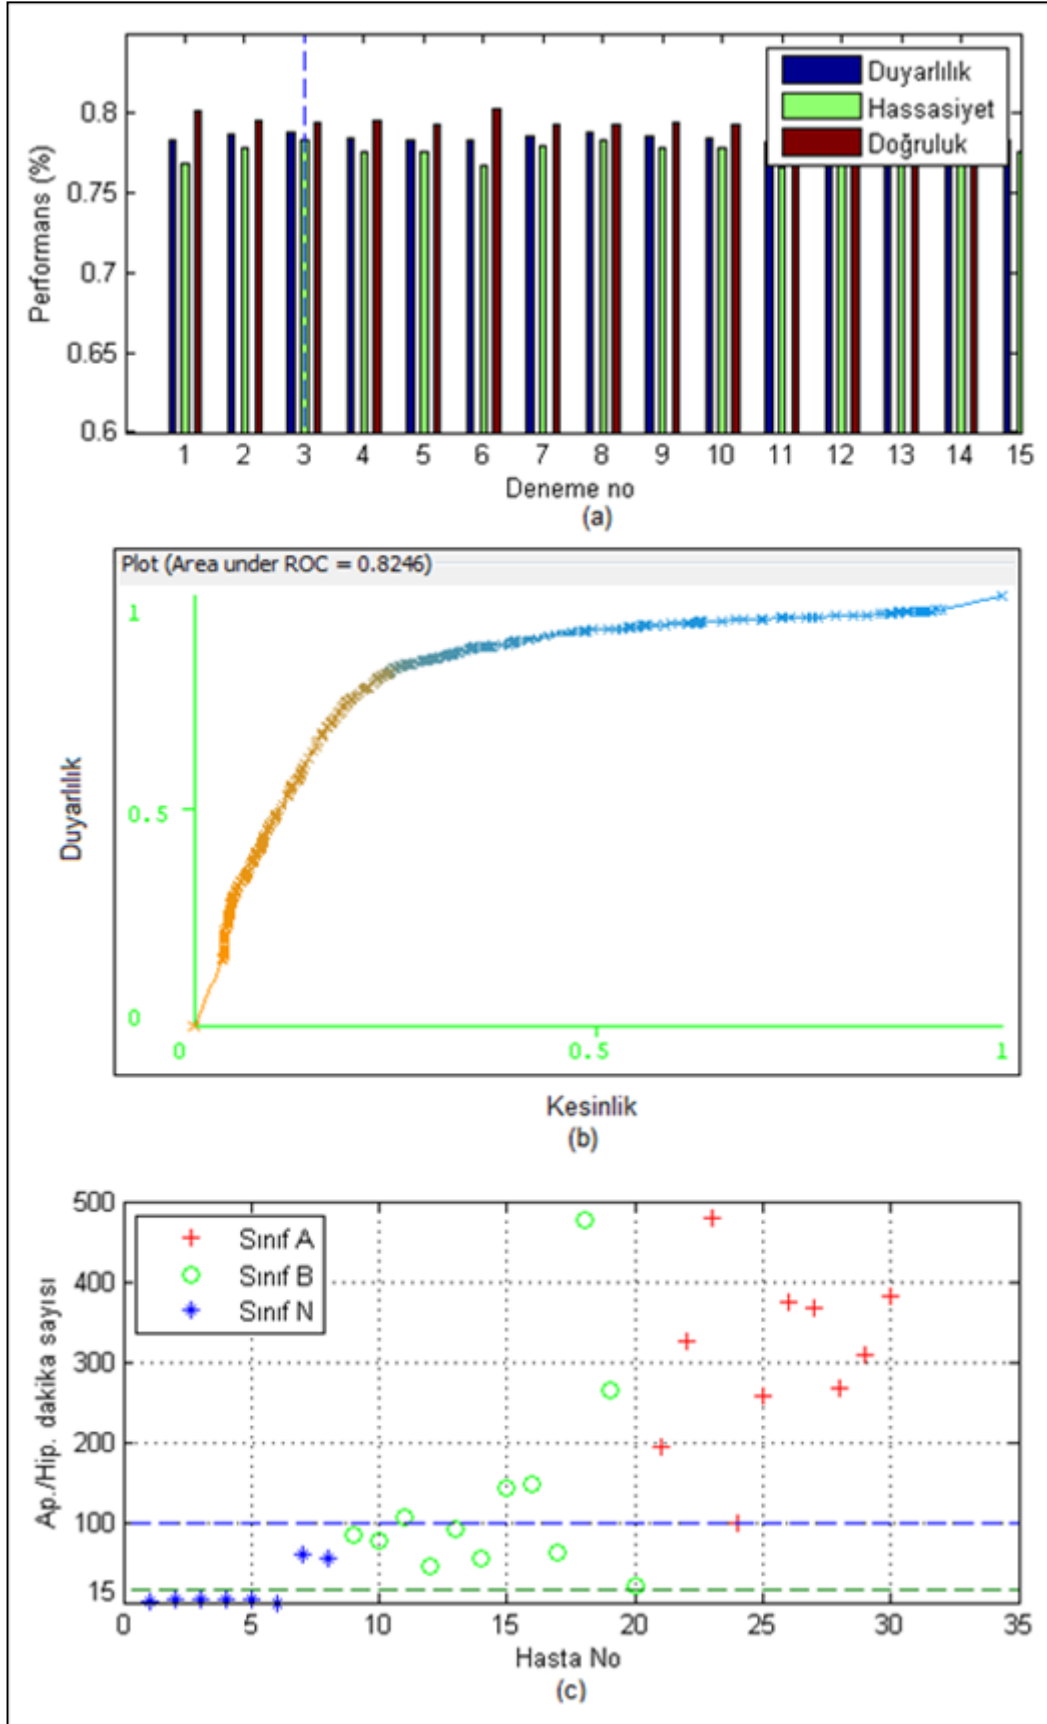 Duyarlılık
Hassasiyet
Doğruluk
Performans (%)
0.8
0.75
0.7
0.65
0.6
1 2 3 4 5 6 7 8 9 10 11 12 13 14 15
Deneme no
(a)
Plot (Area under ROC = 0.8246)
1
0.5
0
Duyarlılık
0 0.5 1
Kesinlik
(b)
Sınıf A
Sınıf B
Sınıf N
Ap./Hip. dakika sayısı
500
400
300
200
100
15
0 5 10 15 20 25 30 35
Hasta No
(c)